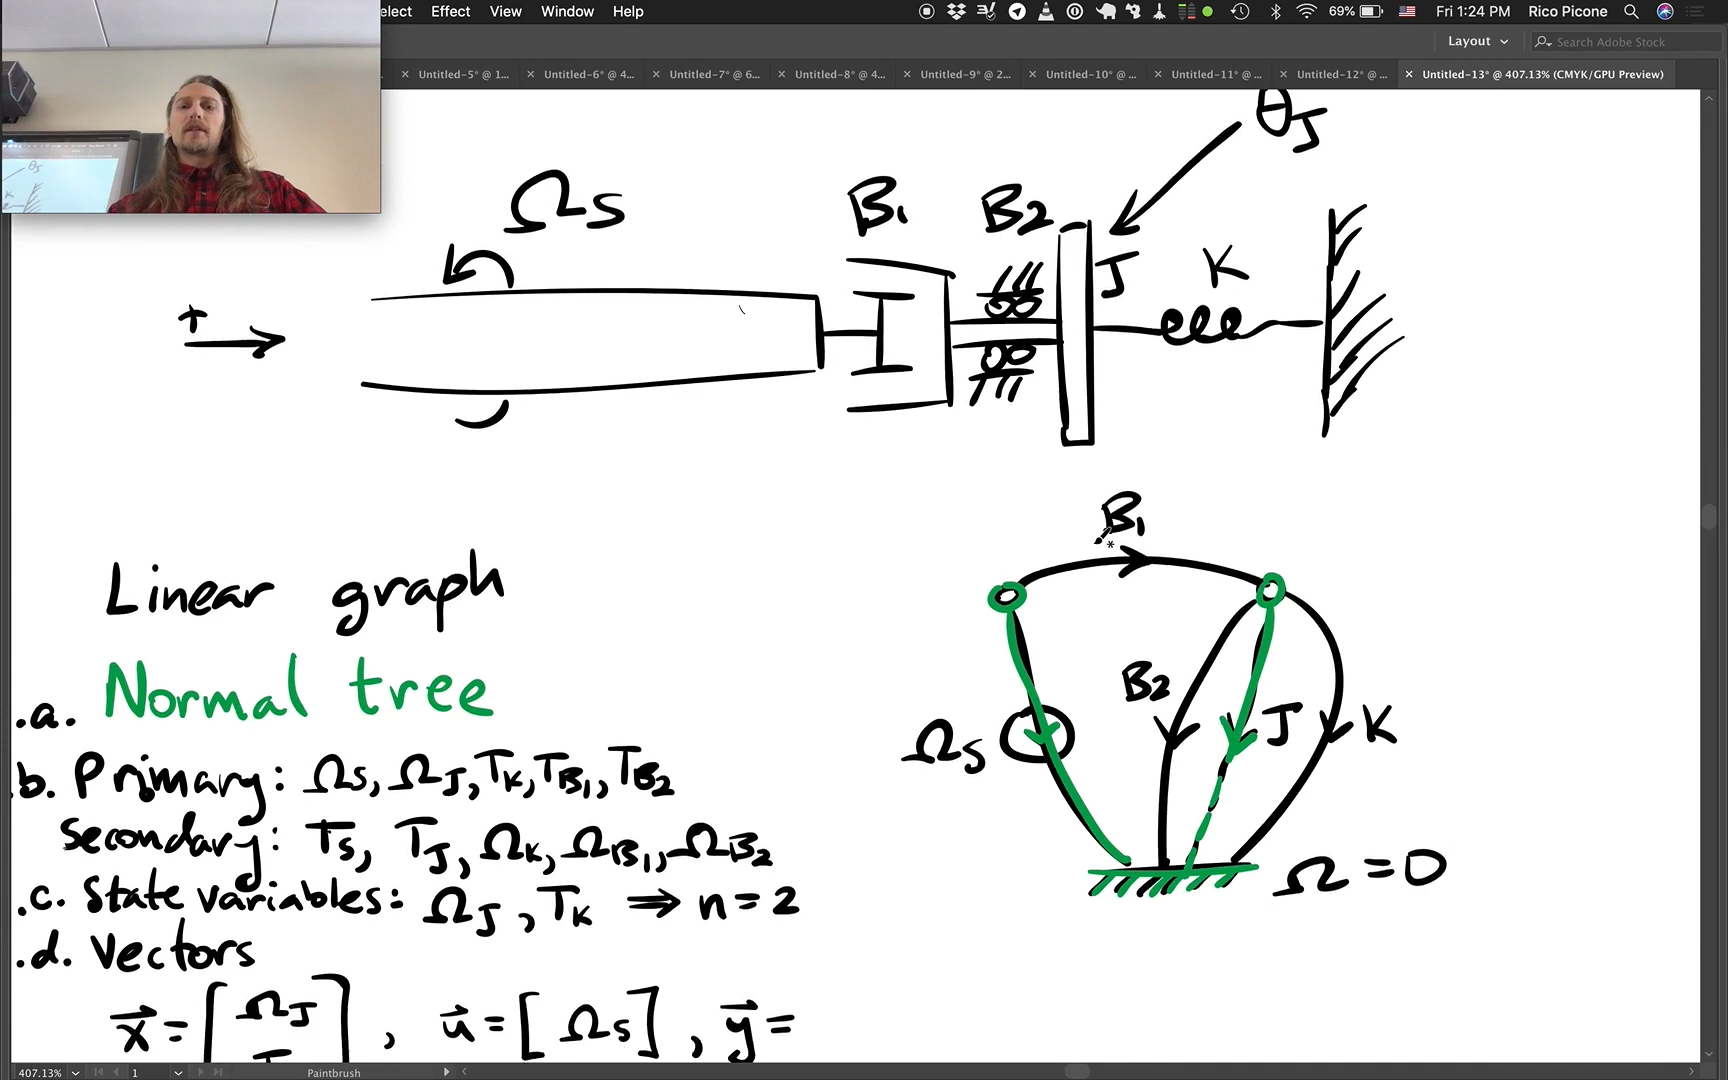 elect Effect View Window Help 69% Fri 1:24 PM Rico Picone
Layout Search Adobe Stock
Untitled-5* @ 1... Untitled-6* @ 4... Untitled-7* @ 6... Untitled-8* @ 4... Untitled-9* @ 2... Untitled-10* @ ... Untitled-11* @ ... Untitled-12* @ ... Untitled-13* @ 407.13% (CMYK/GPU Preview)
θJ
Ωs B1 B2
J K
+
B1
Linear graph
B2 J K
Ωs
.a. Normal tree
.b. Primary: Ωs, ΩJ, TK, TB1, TB2
Secondary: Ts, TJ, ΩK, ΩB1, ΩB2
Ω = 0
.c. State variables: ΩJ, TK ⇒ n = 2
.d. Vectors
x⃗ = [ΩJ , u⃗ = [Ωs], y⃗ =
407.13% 1 Paintbrush